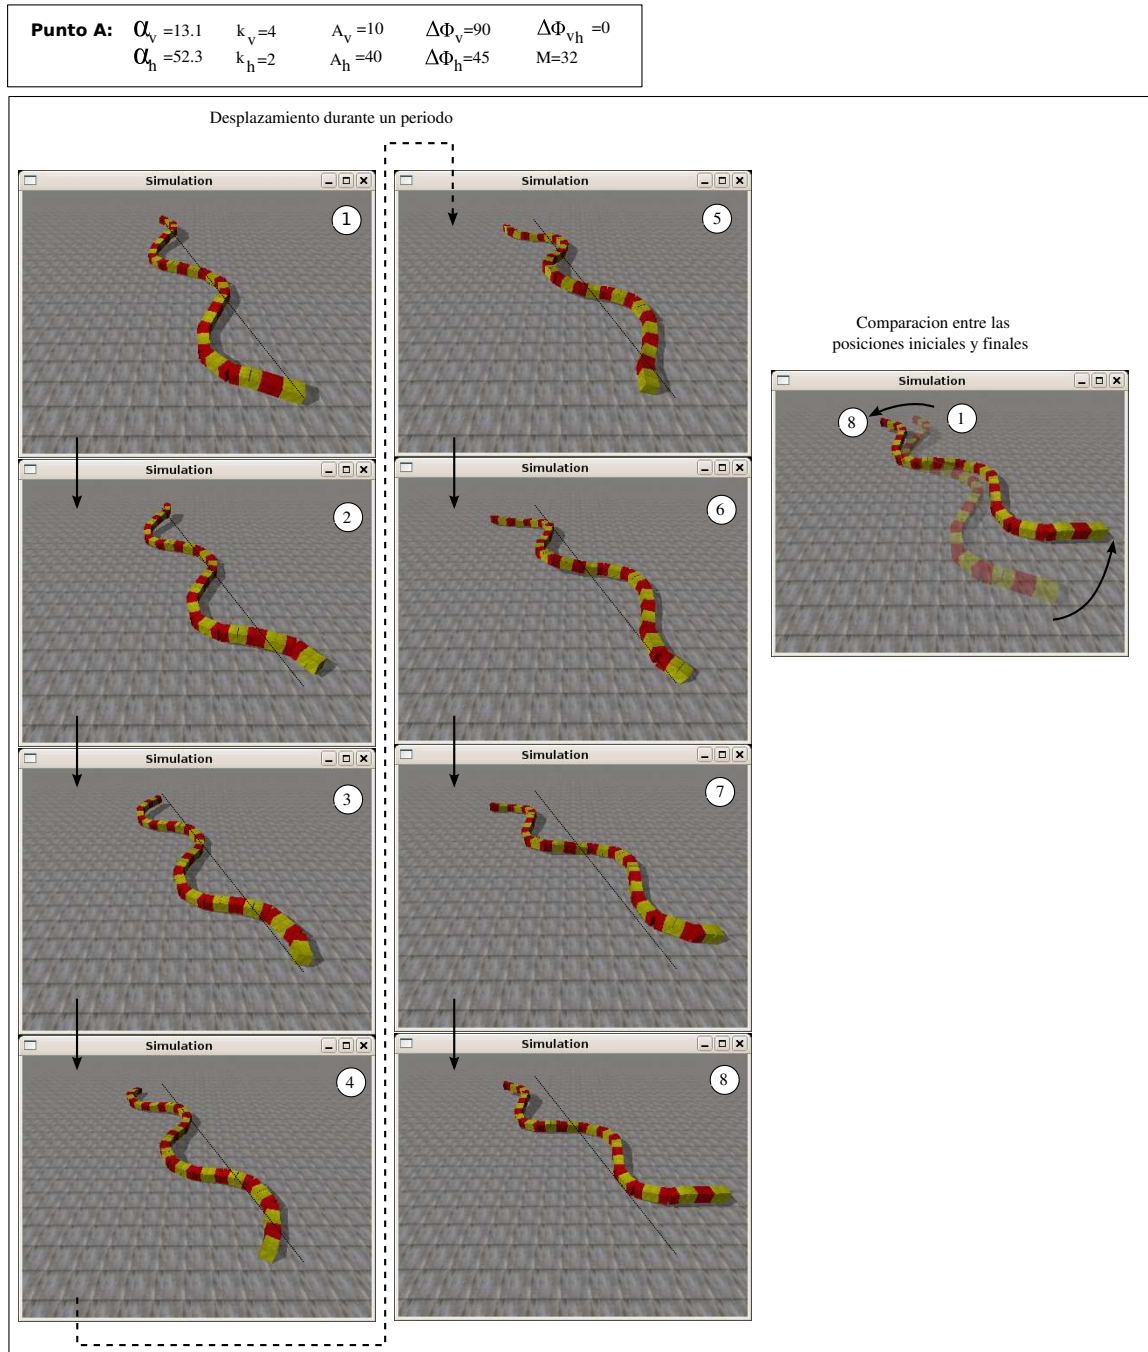 Punto A: αv =13.1 kv=4 Av =10 ΔΦv=90 ΔΦvh =0
αh =52.3 kh=2 Ah =40 ΔΦh=45 M=32
Desplazamiento durante un periodo
Simulation
1
Simulation
2
Simulation
3
Simulation
4
Simulation
5
Simulation
6
Simulation
7
Simulation
8
Comparacion entre las
posiciones iniciales y finales
Simulation
8 1